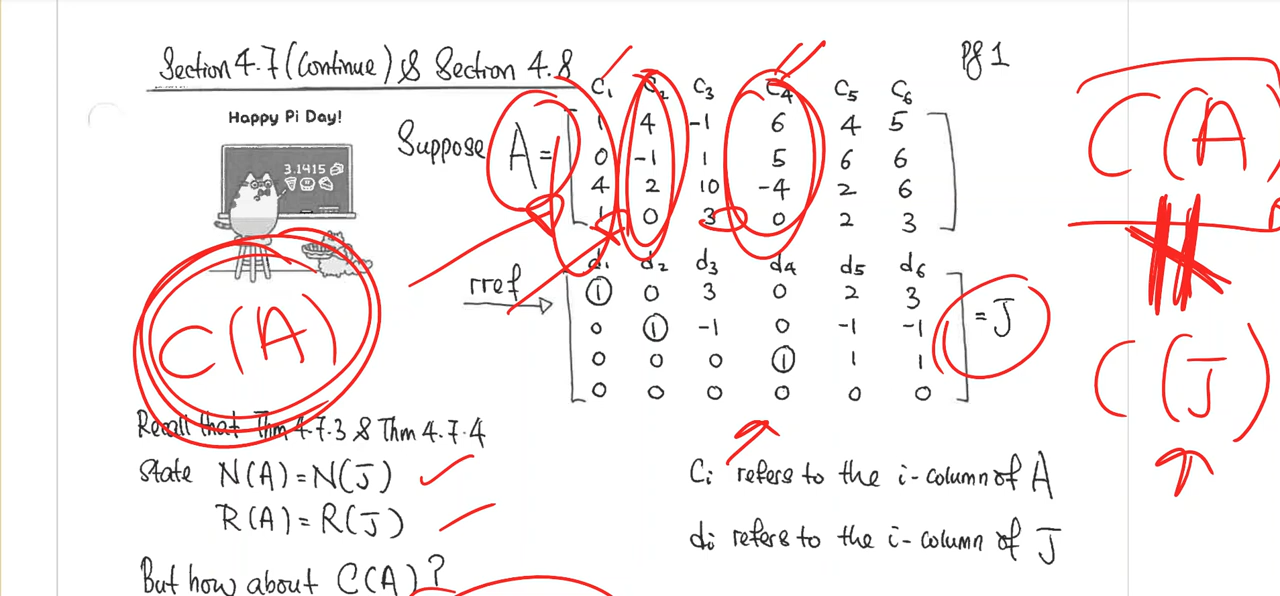 Section 4.7 (Continue) & Section 4.8
Pg 1
Happy Pi Day!
3.1415
C1 C2 C3 C4 C5 C6
Suppose A =
1 4 -1 6 4 5
0 -1 1 5 6 6
4 2 10 -4 2 6
1 0 3 0 2 3
d1 d2 d3 d4 d5 d6
rref
1 0 3 0 2 3
0 1 -1 0 -1 -1
= J
0 0 0 1 1 1
0 0 0 0 0 0
C(A)
C(A)
C(J)
Recall that Thm 4.7.3 & Thm 4.7.4
State N(A) = N(J)
R(A) = R(J)
But how about C(A)?
Ci refers to the i-column of A
di refers to the i-column of J